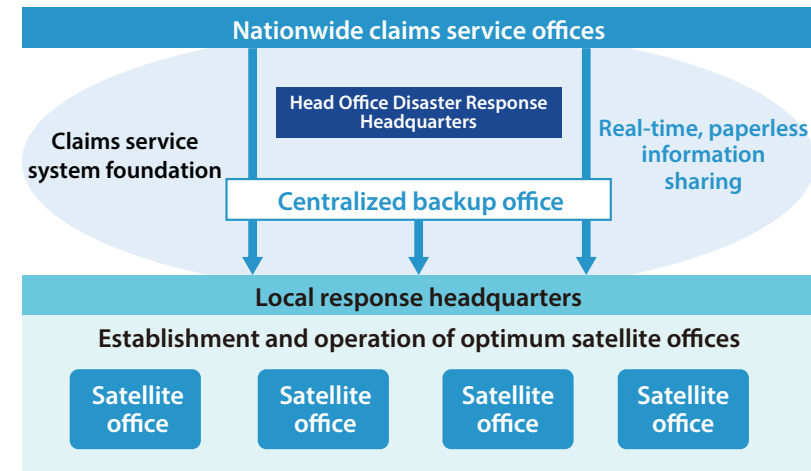 Nationwide claims service offices
Head Office Disaster Response
Headquarters
Claims service
system foundation
Real-time, paperless
information
sharing
Centralized backup office
Local response headquarters
Establishment and operation of optimum satellite offices
Satellite
office
Satellite
office
Satellite
office
Satellite
office